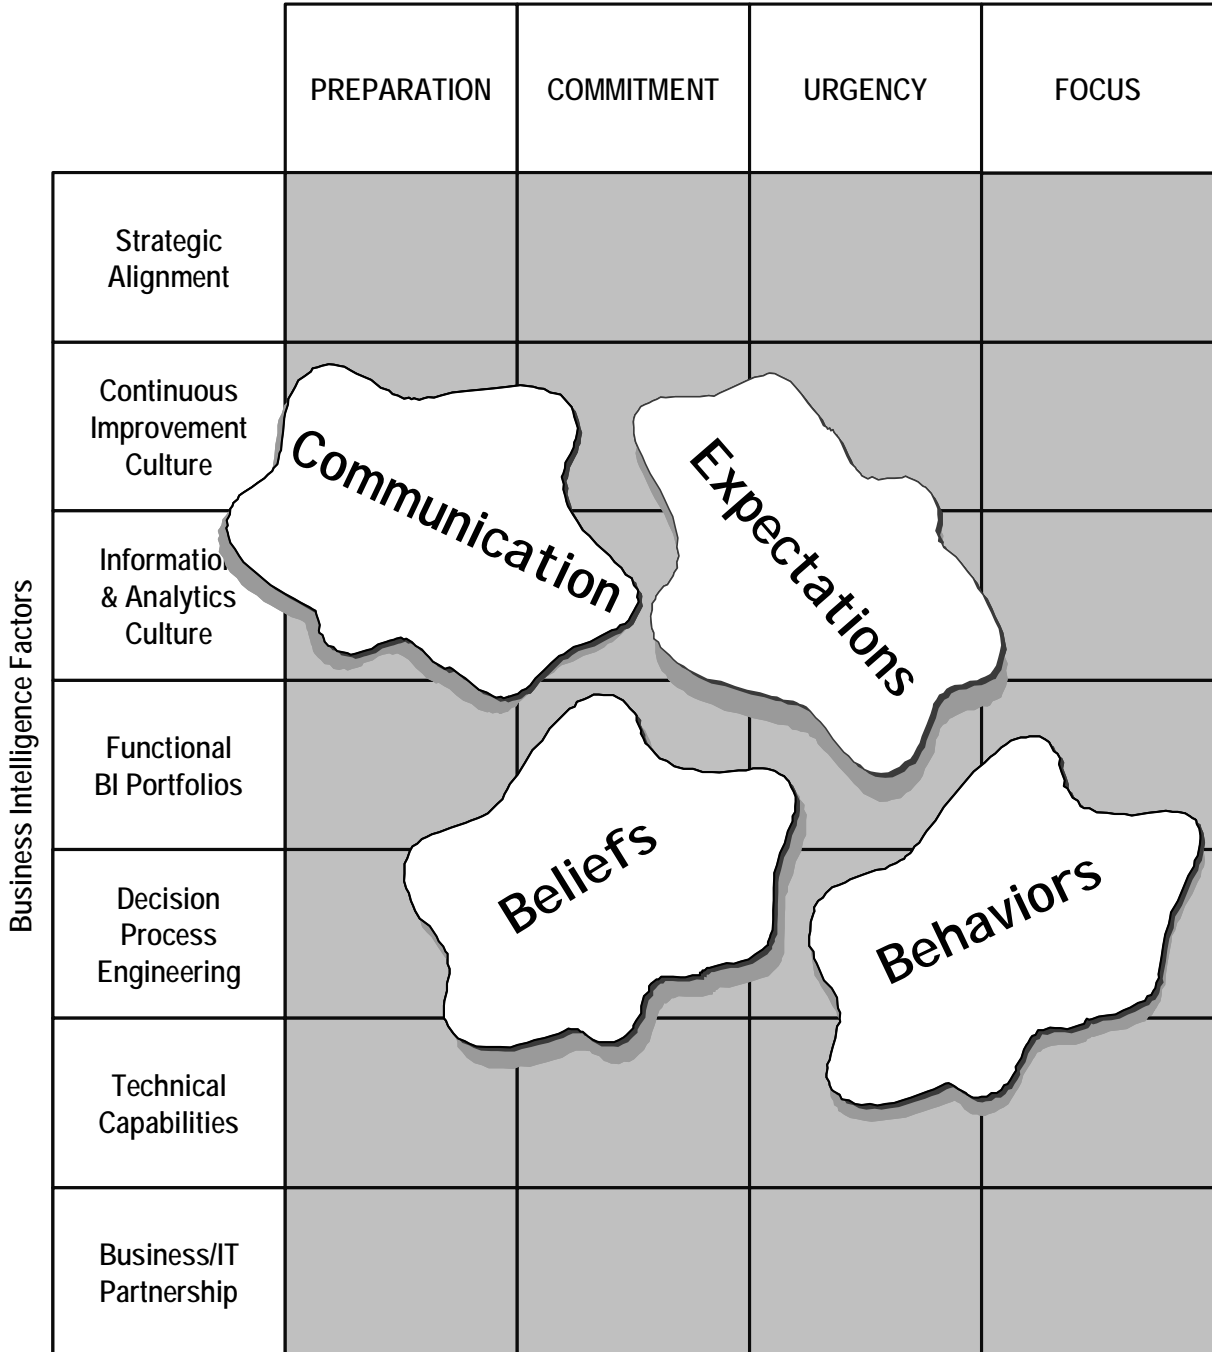 PREPARATION
COMMITMENT
URGENCY
FOCUS
Business Intelligence Factors
Strategic
Alignment
Continuous
Improvement
Culture
Information
& Analytics
Culture
Functional
BI Portfolios
Decision
Process
Engineering
Technical
Capabilities
Business/IT
Partnership
Communication
Expectations
Beliefs
Behaviors